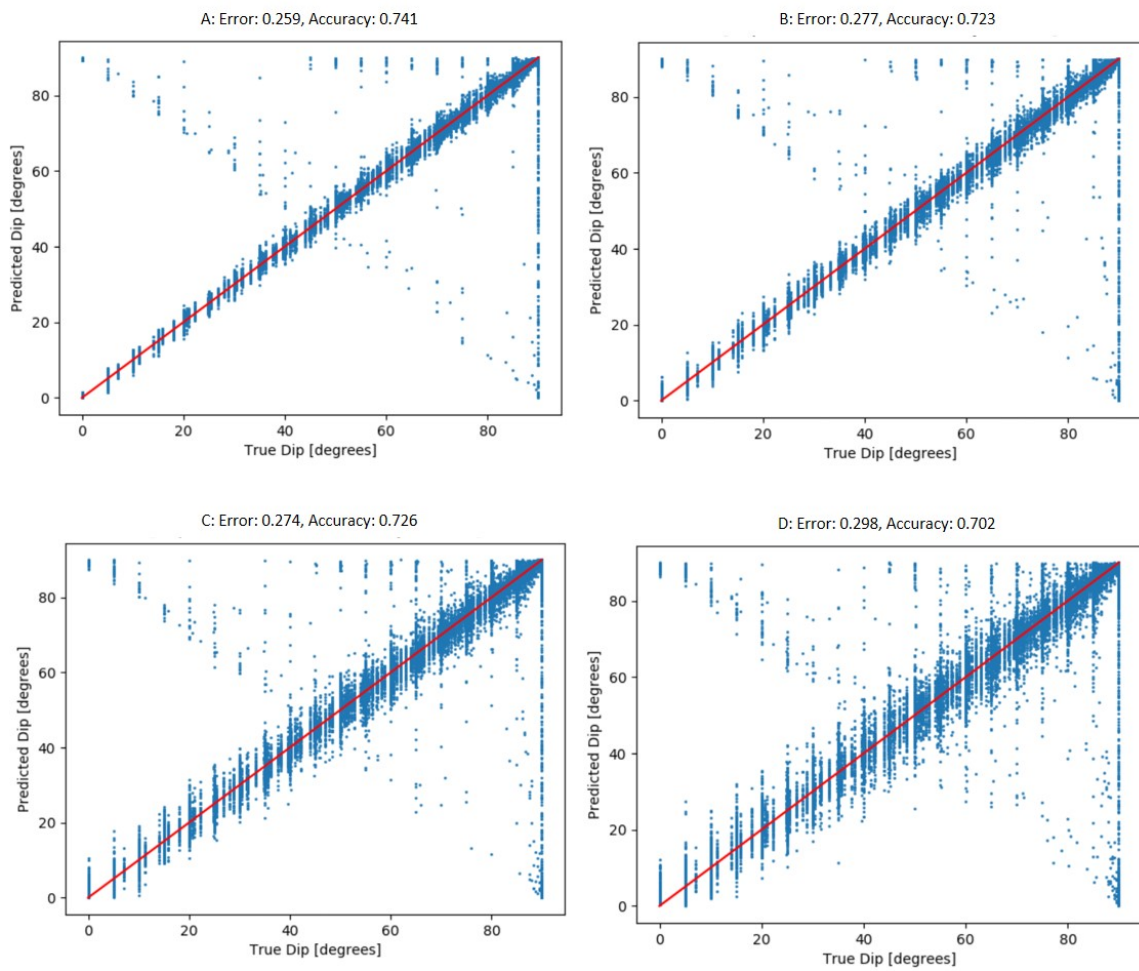 A: Error: 0.259, Accuracy: 0.741
B: Error: 0.277, Accuracy: 0.723
80
60
40
20
0
Predicted Dip [degrees]
0 20 40 60 80
True Dip [degrees]
80
60
40
20
0
Predicted Dip [degrees]
0 20 40 60 80
True Dip [degrees]
C: Error: 0.274, Accuracy: 0.726
D: Error: 0.298, Accuracy: 0.702
80
60
40
20
0
Predicted Dip [degrees]
0 20 40 60 80
True Dip [degrees]
80
60
40
20
0
Predicted Dip [degrees]
0 20 40 60 80
True Dip [degrees]